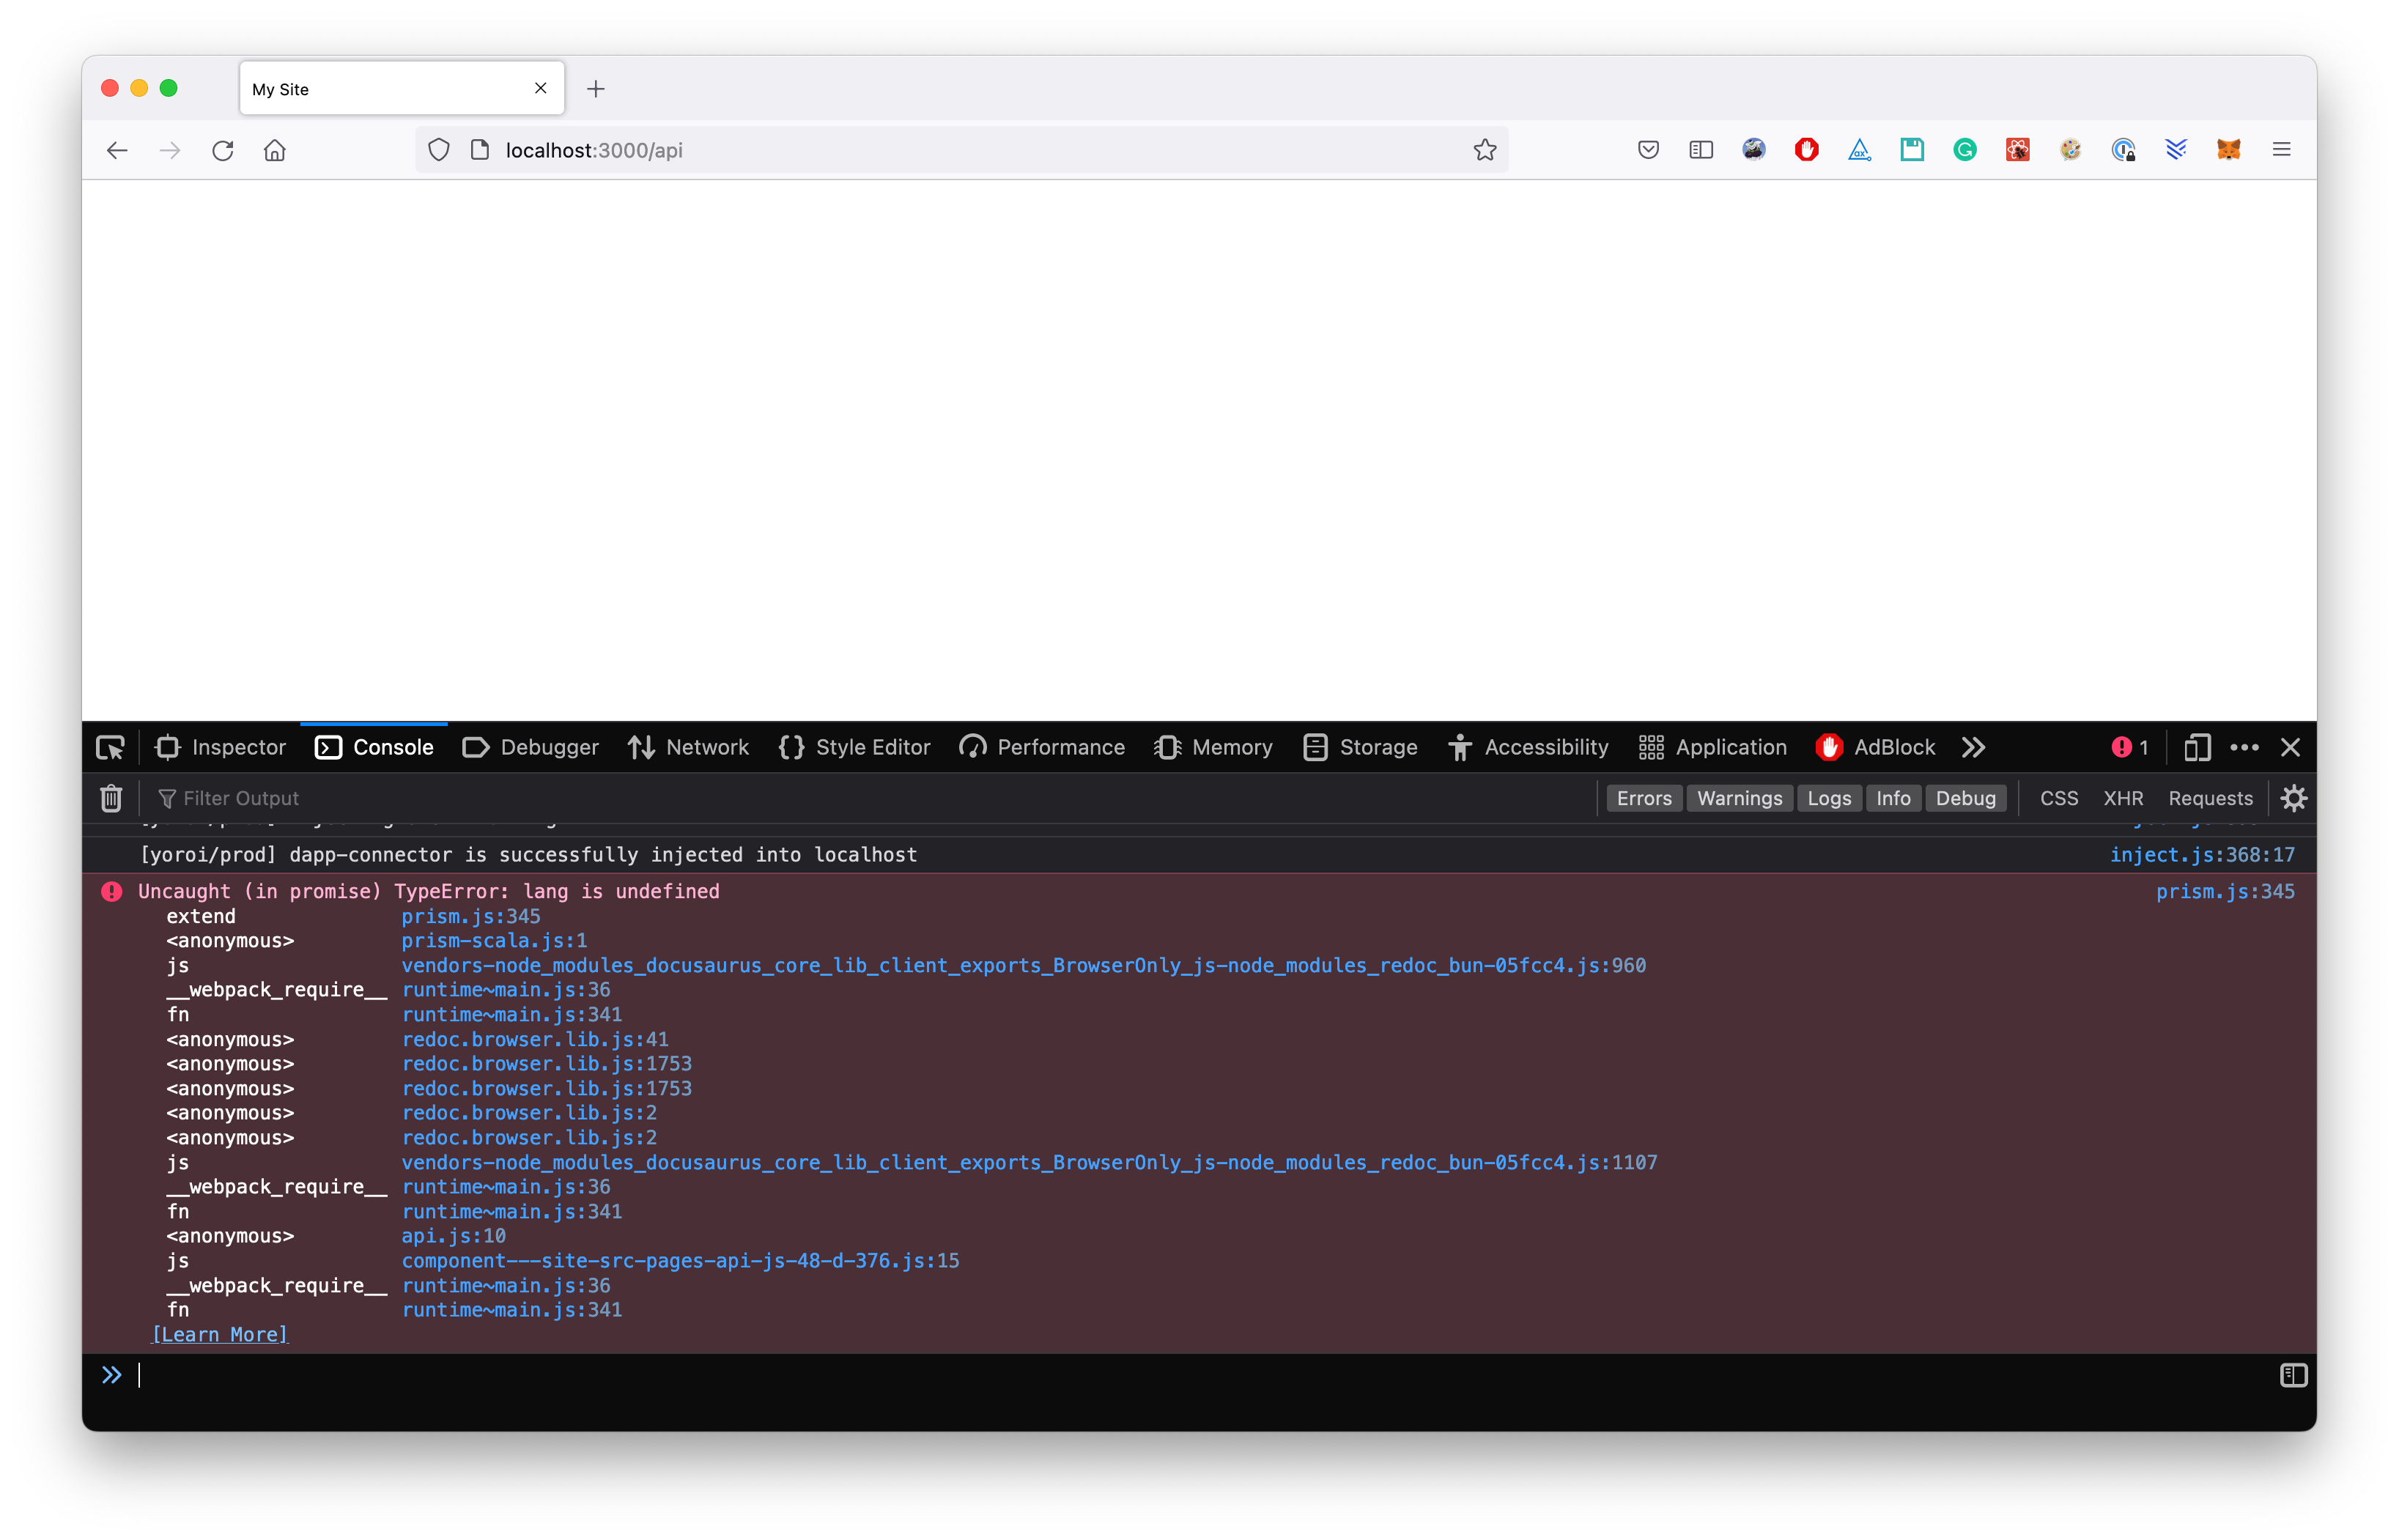 My Site
localhost:3000/api
Inspector Console Debugger Network Style Editor Performance Memory Storage Accessibility Application AdBlock 1
Filter Output Errors Warnings Logs Info Debug CSS XHR Requests
[yoroi/prod] dapp-connector is successfully injected into localhost inject.js:368:17
Uncaught (in promise) TypeError: lang is undefined prism.js:345
extend prism.js:345
<anonymous> prism-scala.js:1
js vendors-node_modules_docusaurus_core_lib_client_exports_BrowserOnly_js-node_modules_redoc_bun-05fcc4.js:960
__webpack_require__ runtime~main.js:36
fn runtime~main.js:341
<anonymous> redoc.browser.lib.js:41
<anonymous> redoc.browser.lib.js:1753
<anonymous> redoc.browser.lib.js:1753
<anonymous> redoc.browser.lib.js:2
<anonymous> redoc.browser.lib.js:2
js vendors-node_modules_docusaurus_core_lib_client_exports_BrowserOnly_js-node_modules_redoc_bun-05fcc4.js:1107
__webpack_require__ runtime~main.js:36
fn runtime~main.js:341
<anonymous> api.js:10
js component---site-src-pages-api-js-48-d-376.js:15
__webpack_require__ runtime~main.js:36
fn runtime~main.js:341
[Learn More]